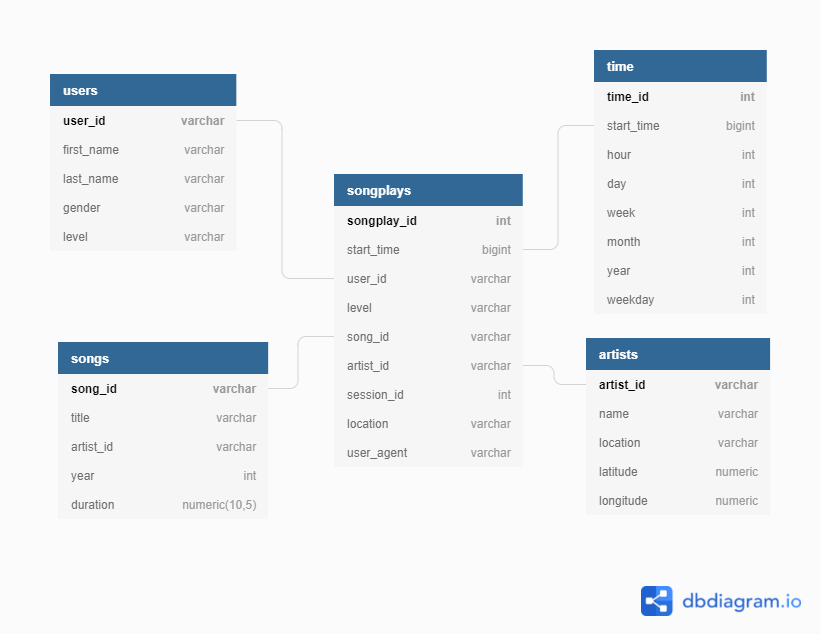 users
user_id varchar
first_name varchar
last_name varchar
gender varchar
level varchar
songs
song_id varchar
title varchar
artist_id varchar
year int
duration numeric(10,5)
songplays
songplay_id int
start_time bigint
user_id varchar
level varchar
song_id varchar
artist_id varchar
session_id int
location varchar
user_agent varchar
time
time_id int
start_time bigint
hour int
day int
week int
month int
year int
weekday int
artists
artist_id varchar
name varchar
location varchar
latitude numeric
longitude numeric
dbdiagram.io